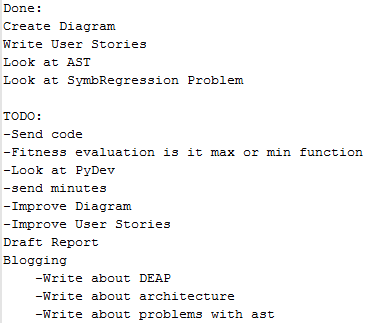 Done:
Create Diagram
Write User Stories
Look at AST
Look at SymbRegression Problem

TODO:
-Send code
-Fitness evaluation is it max or min function
-Look at PyDev
-send minutes
-Improve Diagram
-Improve User Stories
Draft Report
Blogging
    -Write about DEAP
    -Write about architecture
    -Write about problems with ast